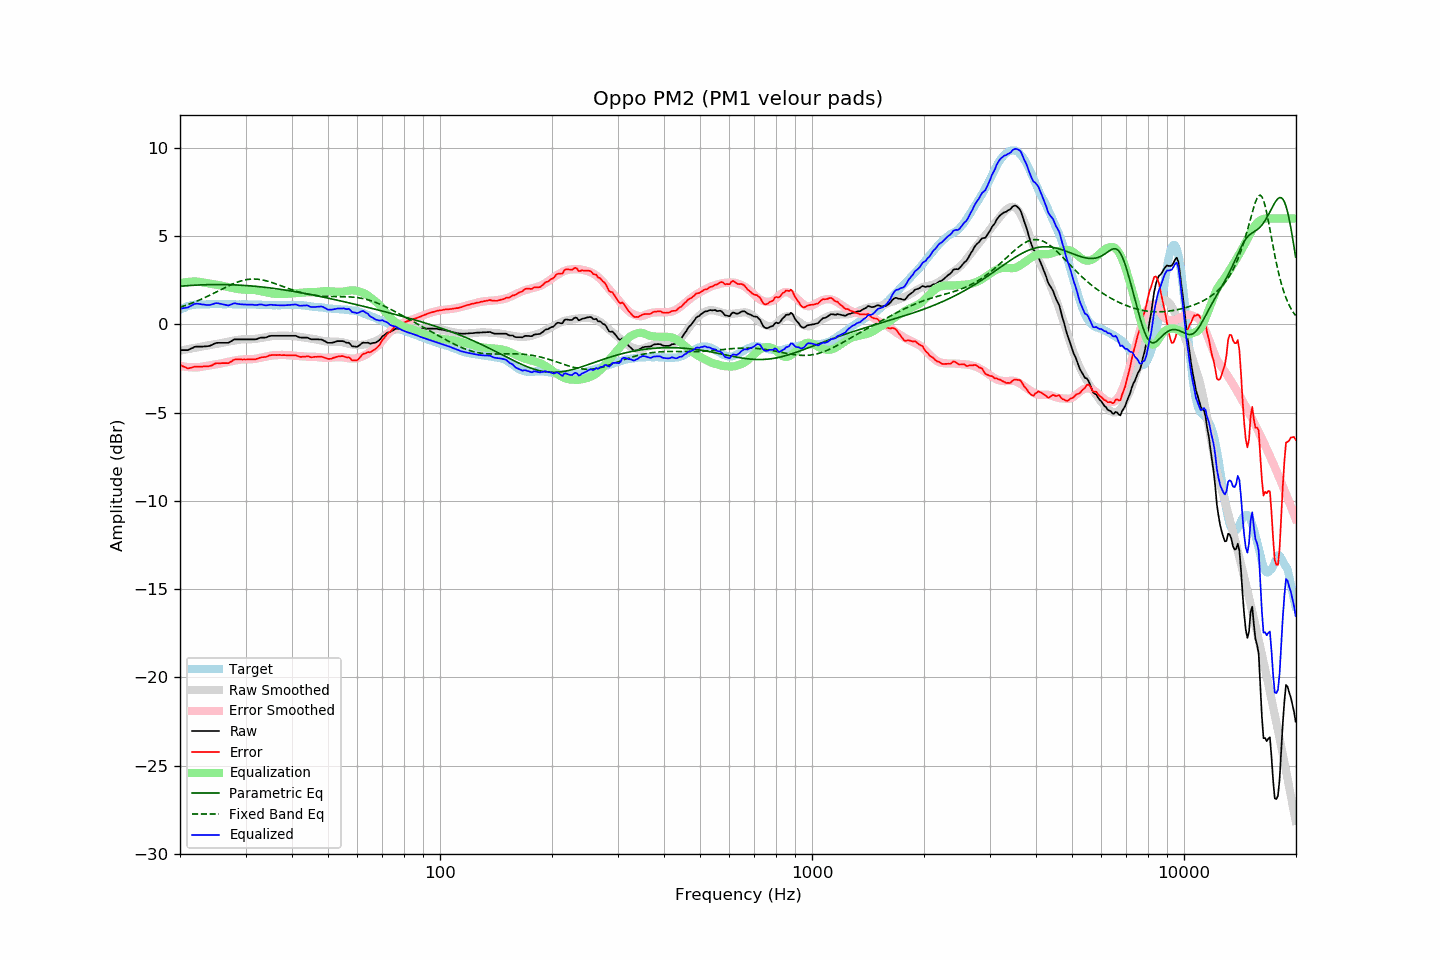 Oppo PM2 (PM1 velour pads)
10
5
0
−5
−10
−15
−20
−25
−30
Amplitude (dBr)
Target
Raw Smoothed
Error Smoothed
Raw
Error
Equalization
Parametric Eq
Fixed Band Eq
Equalized
100
1000
10000
Frequency (Hz)